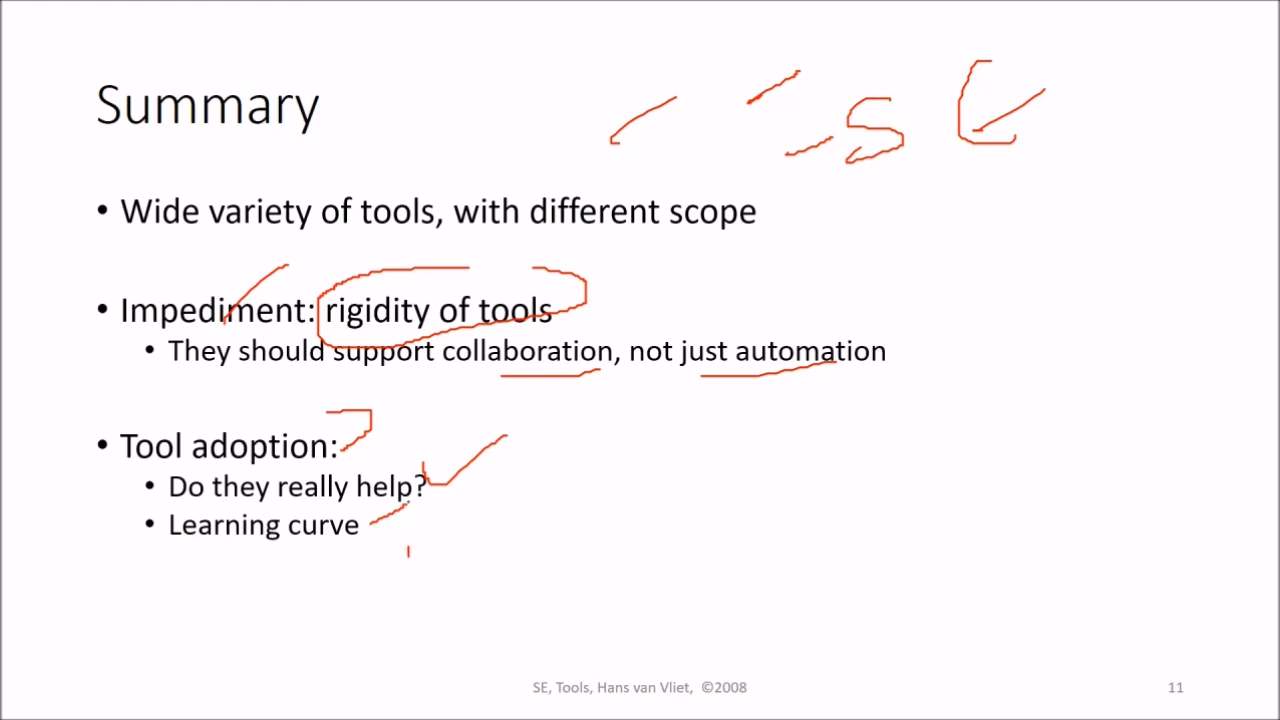 Summary
S E
• Wide variety of tools, with different scope
• Impediment: rigidity of tools
• They should support collaboration, not just automation
• Tool adoption:
• Do they really help?
• Learning curve
SE, Tools, Hans van Vliet, ©2008
11